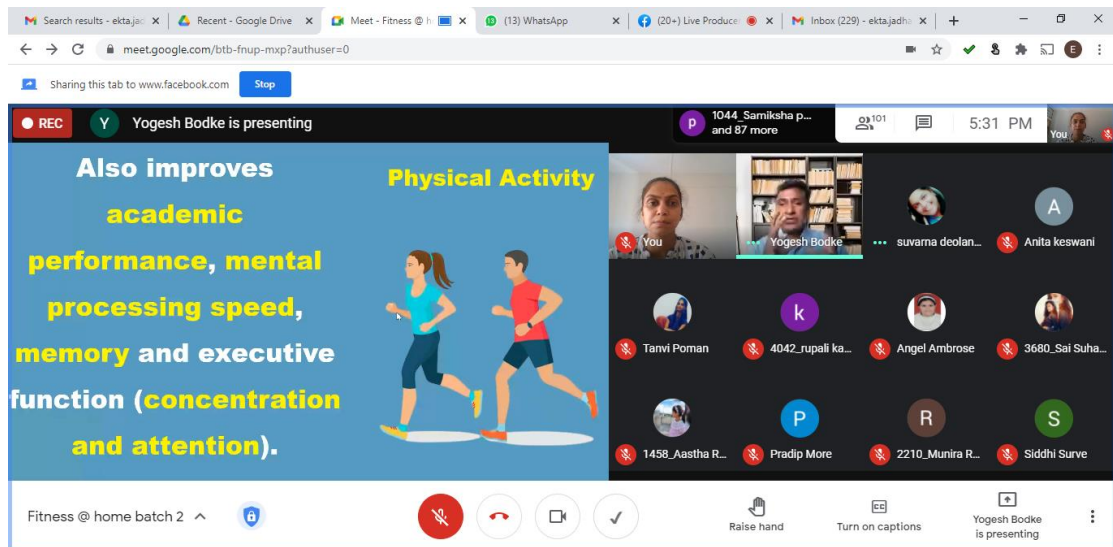 Search results - ekta.jad
Recent - Google Drive
Meet - Fitness @ h
(13) WhatsApp
(20+) Live Produce
Inbox (229) - ekta.jadha
meet.google.com/btb-fnup-mxp?authuser=0
E
Sharing this tab to www.facebook.com
Stop
REC
Y
Yogesh Bodke is presenting
p
1044_Samiksha p...
and 87 more
101
5:31 PM
You
Also improves
academic
performance, mental
processing speed,
memory and executive
function (concentration
and attention).
Physical Activity
You
Yogesh Bodke
suvarna deolan...
A
Anita keswani
Tanvi Poman
k
4042_rupali ka...
Angel Ambrose
3680_Sai Suha...
1458_Aastha R...
P
Pradip More
R
2210_Munira R...
S
Siddhi Surve
Fitness @ home batch 2
Raise hand
CC
Turn on captions
Yogesh Bodke
is presenting